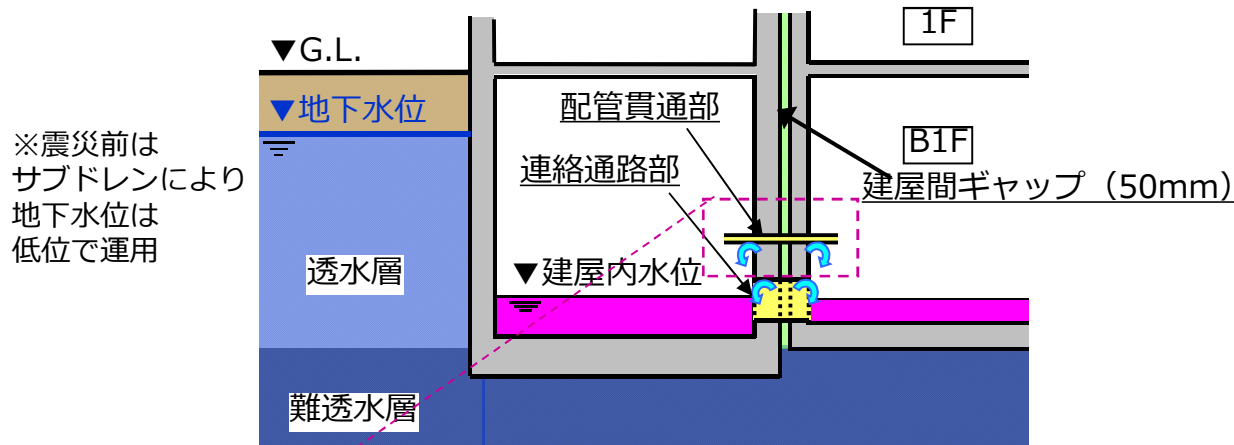 ▼G.L.
1F
▼地下水位
配管貫通部
※震災前は
サブドレンにより
地下水位は
低位で運用
B1F
連絡通路部
建屋間ギャップ（50mm）
透水層
▼建屋内水位
難透水層